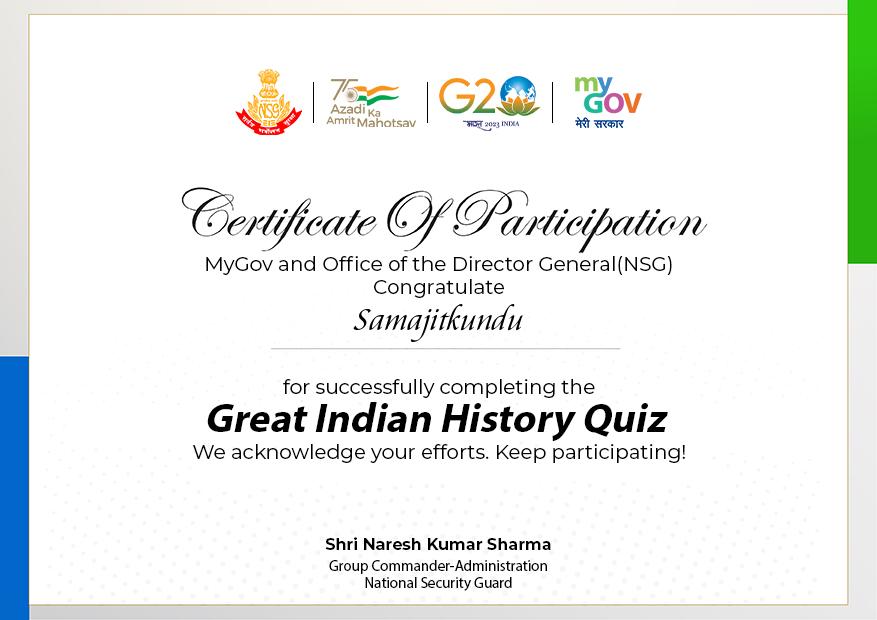 NSG
सर्वत्र सर्वोत्तम सुरक्षा
75
Azadi Ka
Amrit Mahotsav
G20
भारत 2023 INDIA
my
GOV
मेरी सरकार
Certificate Of Participation
MyGov and Office of the Director General(NSG)
Congratulate
Samajitkundu
for successfully completing the
Great Indian History Quiz
We acknowledge your efforts. Keep participating!
Shri Naresh Kumar Sharma
Group Commander-Administration
National Security Guard